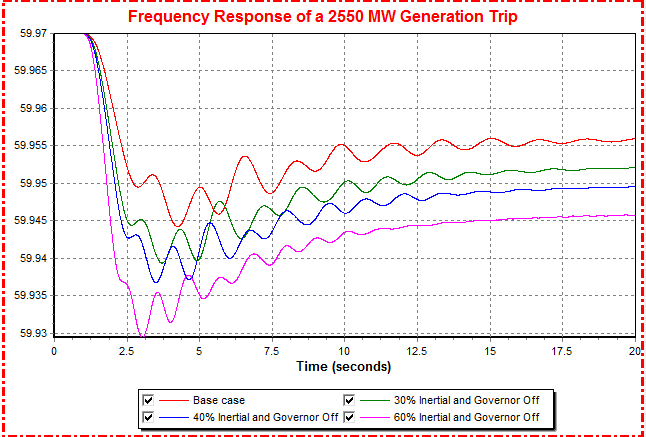 Frequency Response of a 2550 MW Generation Trip
59.97
59.965
59.96
59.955
59.95
59.945
59.94
59.935
59.93
0 2.5 5 7.5 10 12.5 15 17.5 20
Time (seconds)
Base case 30% Inertial and Governor Off
40% Inertial and Governor Off 60% Inertial and Governor Off